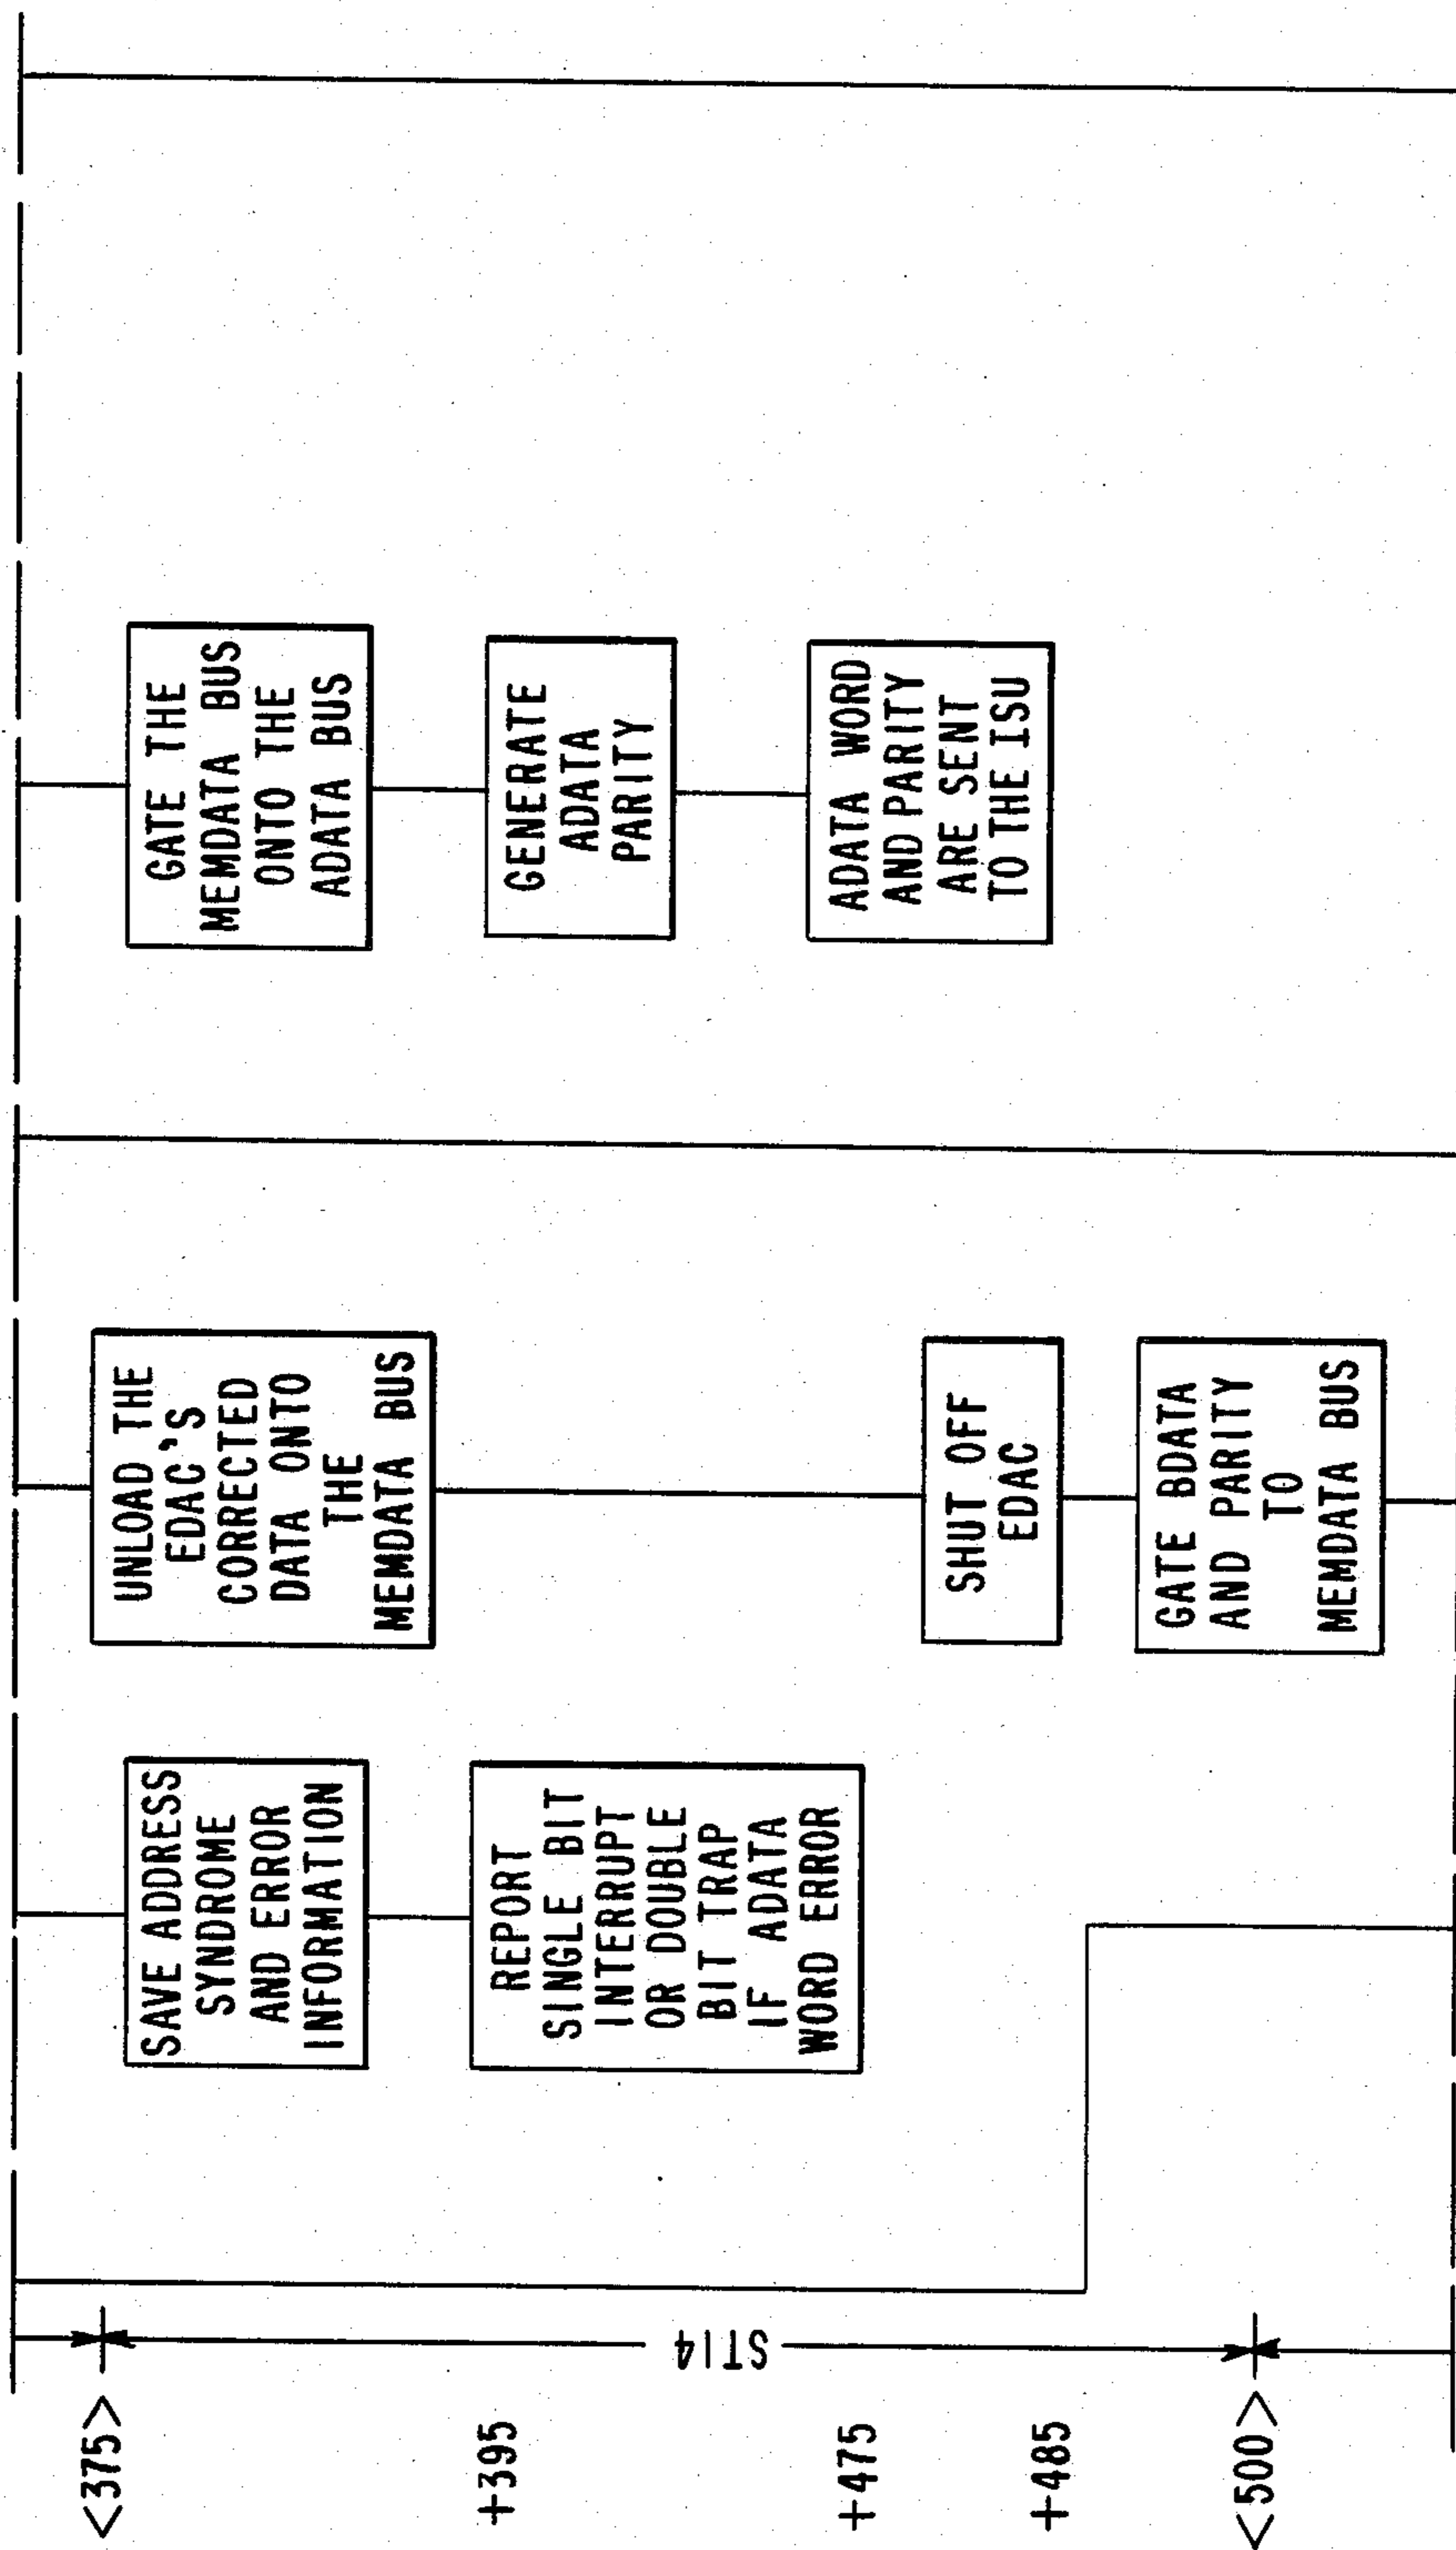 <375>
+395
+475
+485
<500>
ST14
SAVE ADDRESS
SYNDROME
AND ERROR
INFORMATION
REPORT
SINGLE BIT
INTERRUPT
OR DOUBLE
BIT TRAP
IF ADATA
WORD ERROR
UNLOAD THE
EDAC'S
CORRECTED
DATA ONTO
THE
MEMDATA BUS
SHUT OFF
EDAC
GATE BDATA
AND PARITY
TO
MEMDATA BUS
GATE THE
MEMDATA BUS
ONTO THE
ADATA BUS
GENERATE
ADATA
PARITY
ADATA WORD
AND PARITY
ARE SENT
TO THE ISU